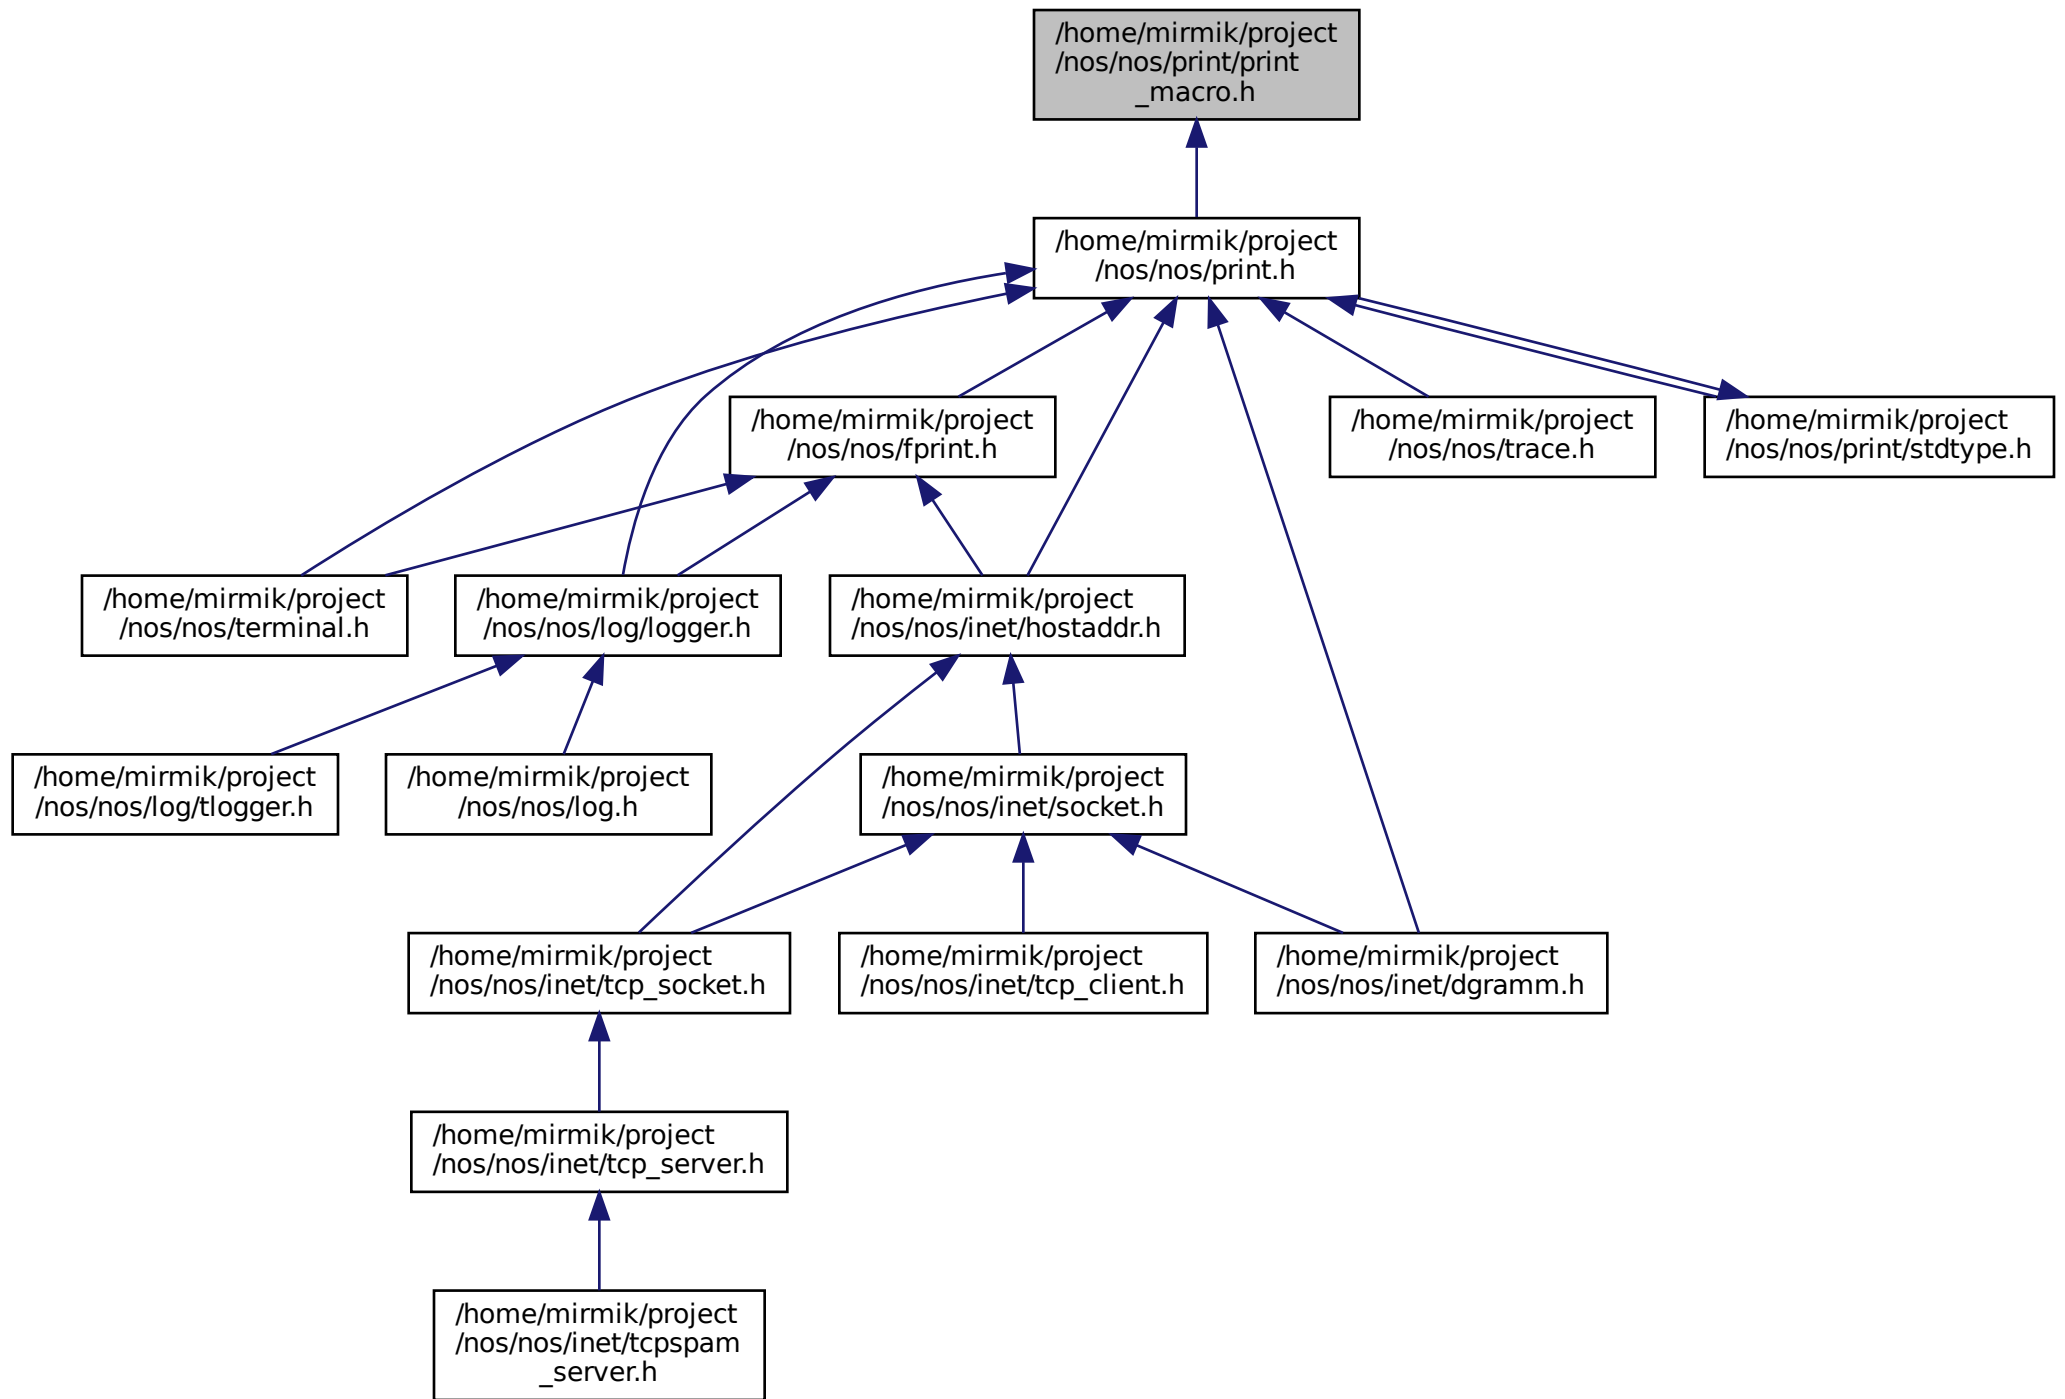 /home/mirmik/project
/nos/nos/print/print
_macro.h
/home/mirmik/project
/nos/nos/print.h
/home/mirmik/project
/nos/nos/fprint.h
/home/mirmik/project
/nos/nos/trace.h
/home/mirmik/project
/nos/nos/print/stdtype.h
/home/mirmik/project
/nos/nos/terminal.h
/home/mirmik/project
/nos/nos/log/logger.h
/home/mirmik/project
/nos/nos/inet/hostaddr.h
/home/mirmik/project
/nos/nos/log/tlogger.h
/home/mirmik/project
/nos/nos/log.h
/home/mirmik/project
/nos/nos/inet/socket.h
/home/mirmik/project
/nos/nos/inet/tcp_socket.h
/home/mirmik/project
/nos/nos/inet/tcp_client.h
/home/mirmik/project
/nos/nos/inet/dgramm.h
/home/mirmik/project
/nos/nos/inet/tcp_server.h
/home/mirmik/project
/nos/nos/inet/tcpspam
_server.h